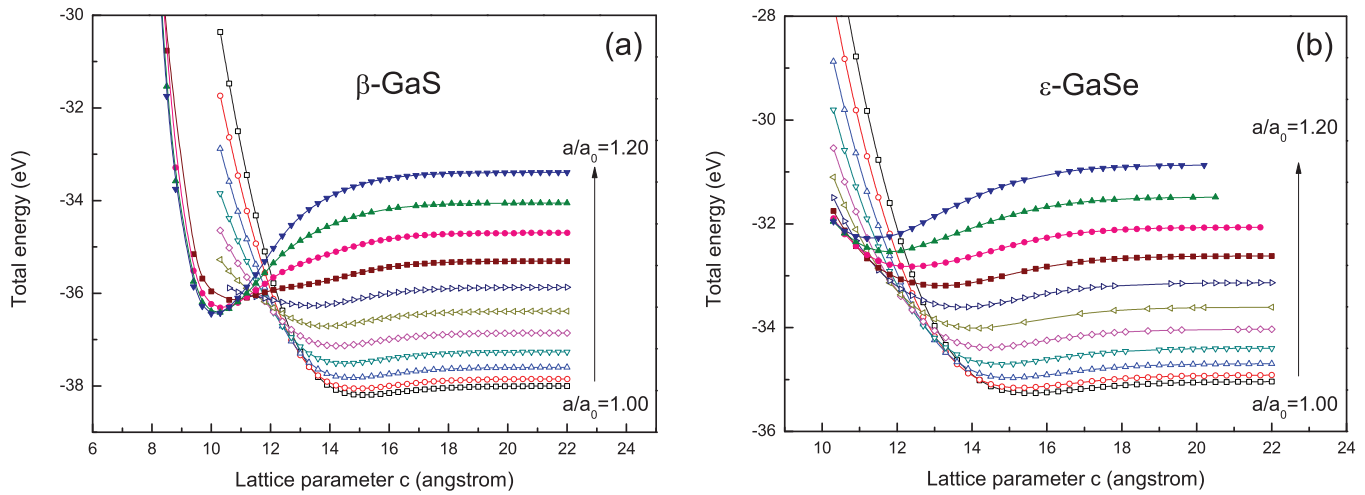 -30
-32
-34
-36
-38
Total energy (eV)
(a)
β-GaS
a/a0=1.20
a/a0=1.00
6 8 10 12 14 16 18 20 22 24
Lattice parameter c (angstrom)
-28
-30
-32
-34
-36
Total energy (eV)
(b)
ε-GaSe
a/a0=1.20
a/a0=1.00
10 12 14 16 18 20 22 24
Lattice parameter c (angstrom)